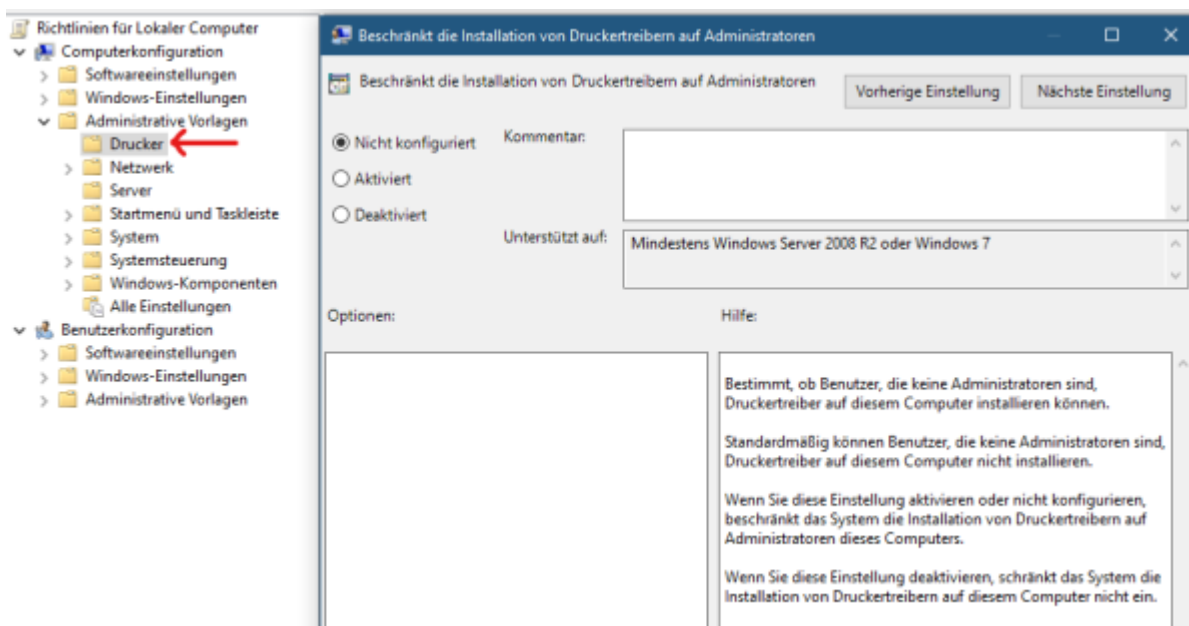 Richtlinien für Lokaler Computer
Computerkonfiguration
Softwareeinstellungen
Windows-Einstellungen
Administrative Vorlagen
Drucker
Netzwerk
Server
Startmenü und Taskleiste
System
Systemsteuerung
Windows-Komponenten
Alle Einstellungen
Benutzerkonfiguration
Softwareeinstellungen
Windows-Einstellungen
Administrative Vorlagen
Beschränkt die Installation von Druckertreibern auf Administratoren
Beschränkt die Installation von Druckertreibern auf Administratoren
Vorherige Einstellung
Nächste Einstellung
Nicht konfiguriert
Aktiviert
Deaktiviert
Kommentar:
Unterstützt auf:
Mindestens Windows Server 2008 R2 oder Windows 7
Optionen:
Hilfe:
Bestimmt, ob Benutzer, die keine Administratoren sind,
Druckertreiber auf diesem Computer installieren können.
Standardmäßig können Benutzer, die keine Administratoren sind,
Druckertreiber auf diesem Computer nicht installieren.
Wenn Sie diese Einstellung aktivieren oder nicht konfigurieren,
beschränkt das System die Installation von Druckertreibern auf
Administratoren dieses Computers.
Wenn Sie diese Einstellung deaktivieren, schränkt das System die
Installation von Druckertreibern auf diesem Computer nicht ein.